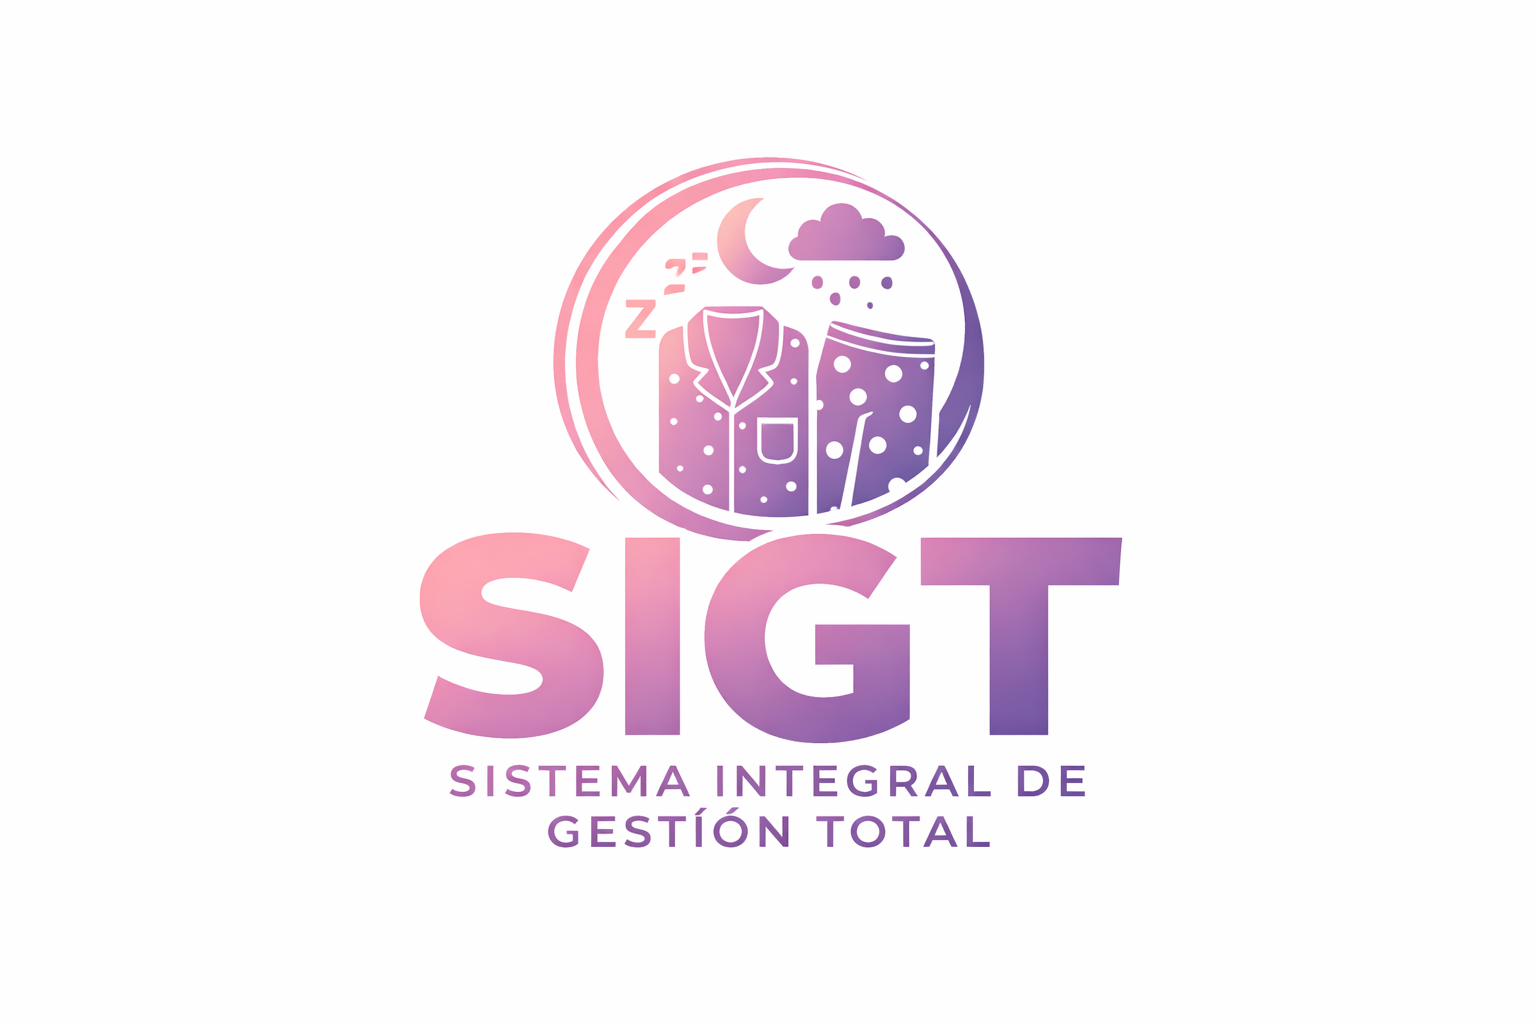 Z
SIGT
SISTEMA INTEGRAL DE
GESTÍÓN TOTAL